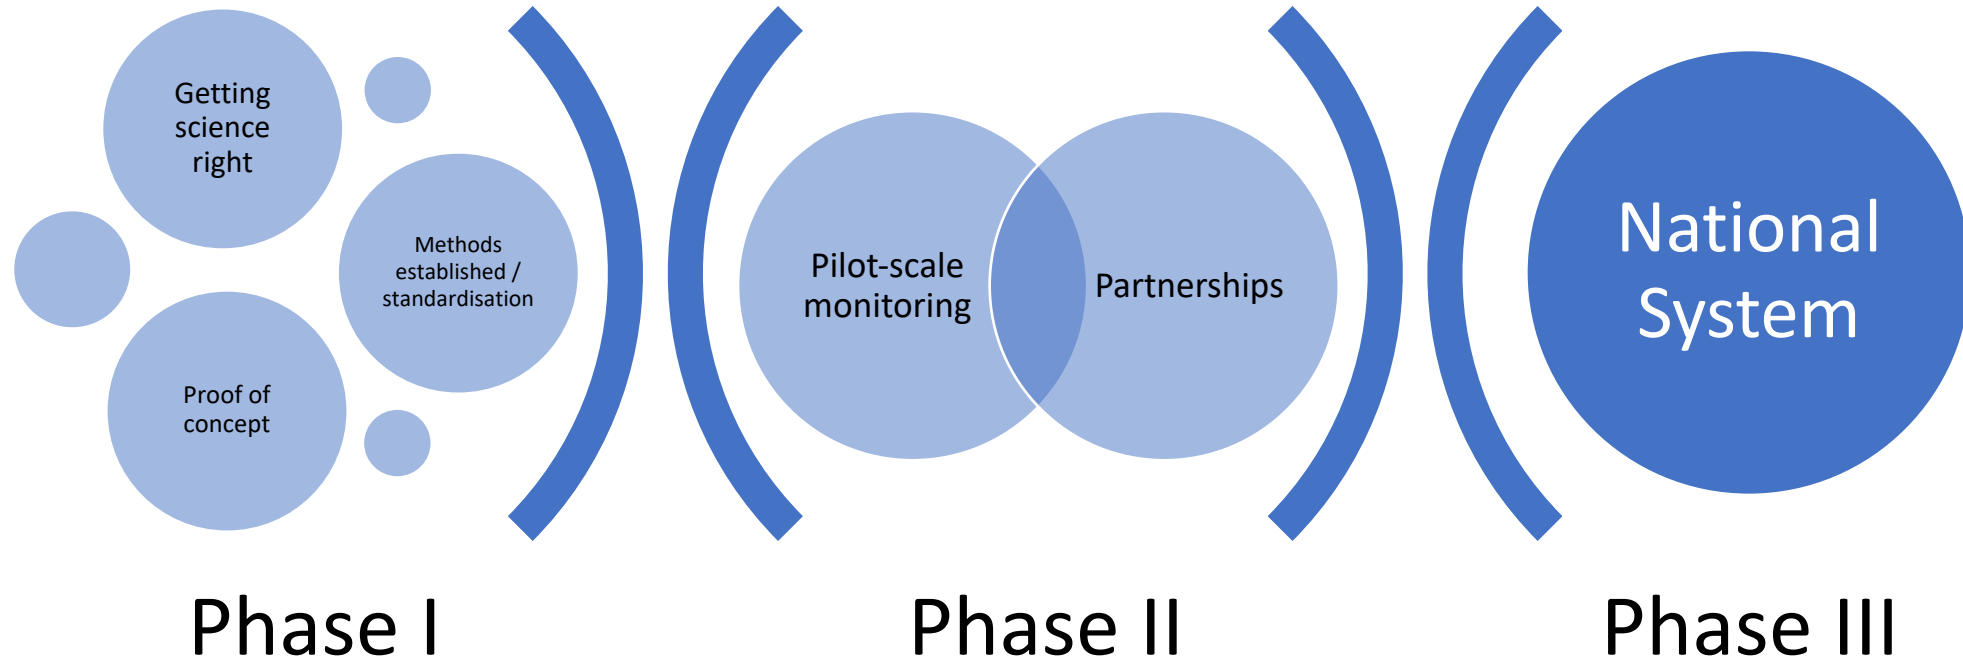 Getting
science
right
Methods
established /
standardisation
Proof of
concept
Pilot-scale
monitoring
Partnerships
National
System
Phase I
Phase II
Phase III